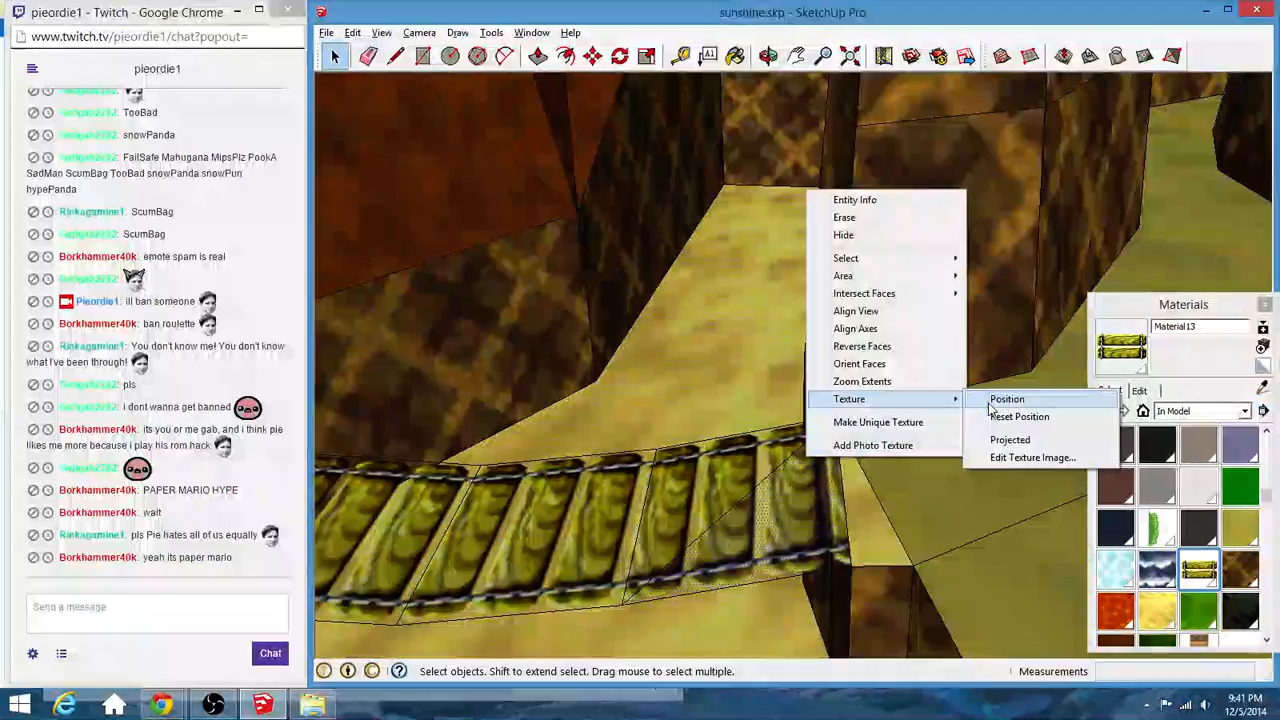 pieordie1 - Twitch - Google Chrome
www.twitch.tv/pieordie1/chat?popout=
pieordie1
TooBad
snowPanda
FailSafe Mahugana MipsPlz PookA
SadMan ScumBag TooBad snowPanda snowPun
hypePanda
Rinkagamine1: ScumBag
ScumBag
Borkhammer40k: emote spam is real
Pieordie1: ill ban someone
Borkhammer40k: ban roulette
Rinkagamine1: You don't know me! You don't know
what I've been through!
pls
i dont wanna get banned
its okay yall, and i think pie
likes me more because i play his rom hack
Borkhammer40k: PAPER MARIO HYPE
Borkhammer40k: wait
Rinkagamine1: pls Pie hates all of us equally
Borkhammer40k: yeah its paper mario
Send a message
Chat
sunshine.skp - SketchUp Pro
File Edit View Camera Draw Tools Window Help
A1
Entity Info
Erase
Hide
Select
Area
Intersect Faces
Align View
Align Axes
Reverse Faces
Orient Faces
Zoom Extents
Texture
Make Unique Texture
Add Photo Texture
Position
Reset Position
Projected
Edit Texture Image...
Materials
Material13
Edit
In Model
Select objects. Shift to extend select. Drag mouse to select multiple.
Measurements
9:41 PM
12/5/2014